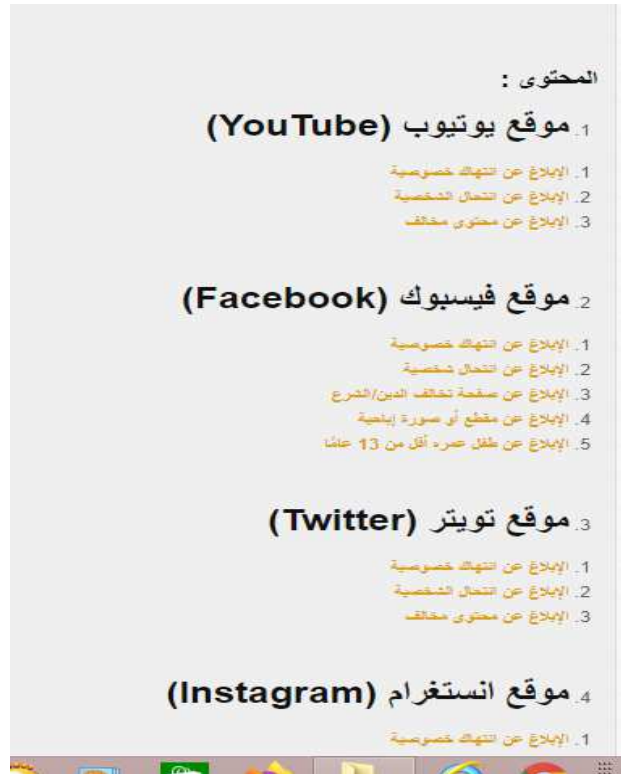 المحتوى :
1. موقع يوتيوب (YouTube)
1. الإبلاغ عن انتهاك خصوصية
2. الإبلاغ عن انتحال الشخصية
3. الإبلاغ عن محتوى مخالف
2. موقع فيسبوك (Facebook)
1. الإبلاغ عن انتهاك خصوصية
2. الإبلاغ عن انتحال شخصية
3. الإبلاغ عن صفحة تخالف الدين/الشرع
4. الإبلاغ عن مقطع أو صورة إباحية
5. الإبلاغ عن طفل عمره أقل من 13 عامًا
3. موقع تويتر (Twitter)
1. الإبلاغ عن انتهاك خصوصية
2. الإبلاغ عن انتحال الشخصية
3. الإبلاغ عن محتوى مخالف
4. موقع انستغرام (Instagram)
1. الإبلاغ عن انتهاك خصوصية